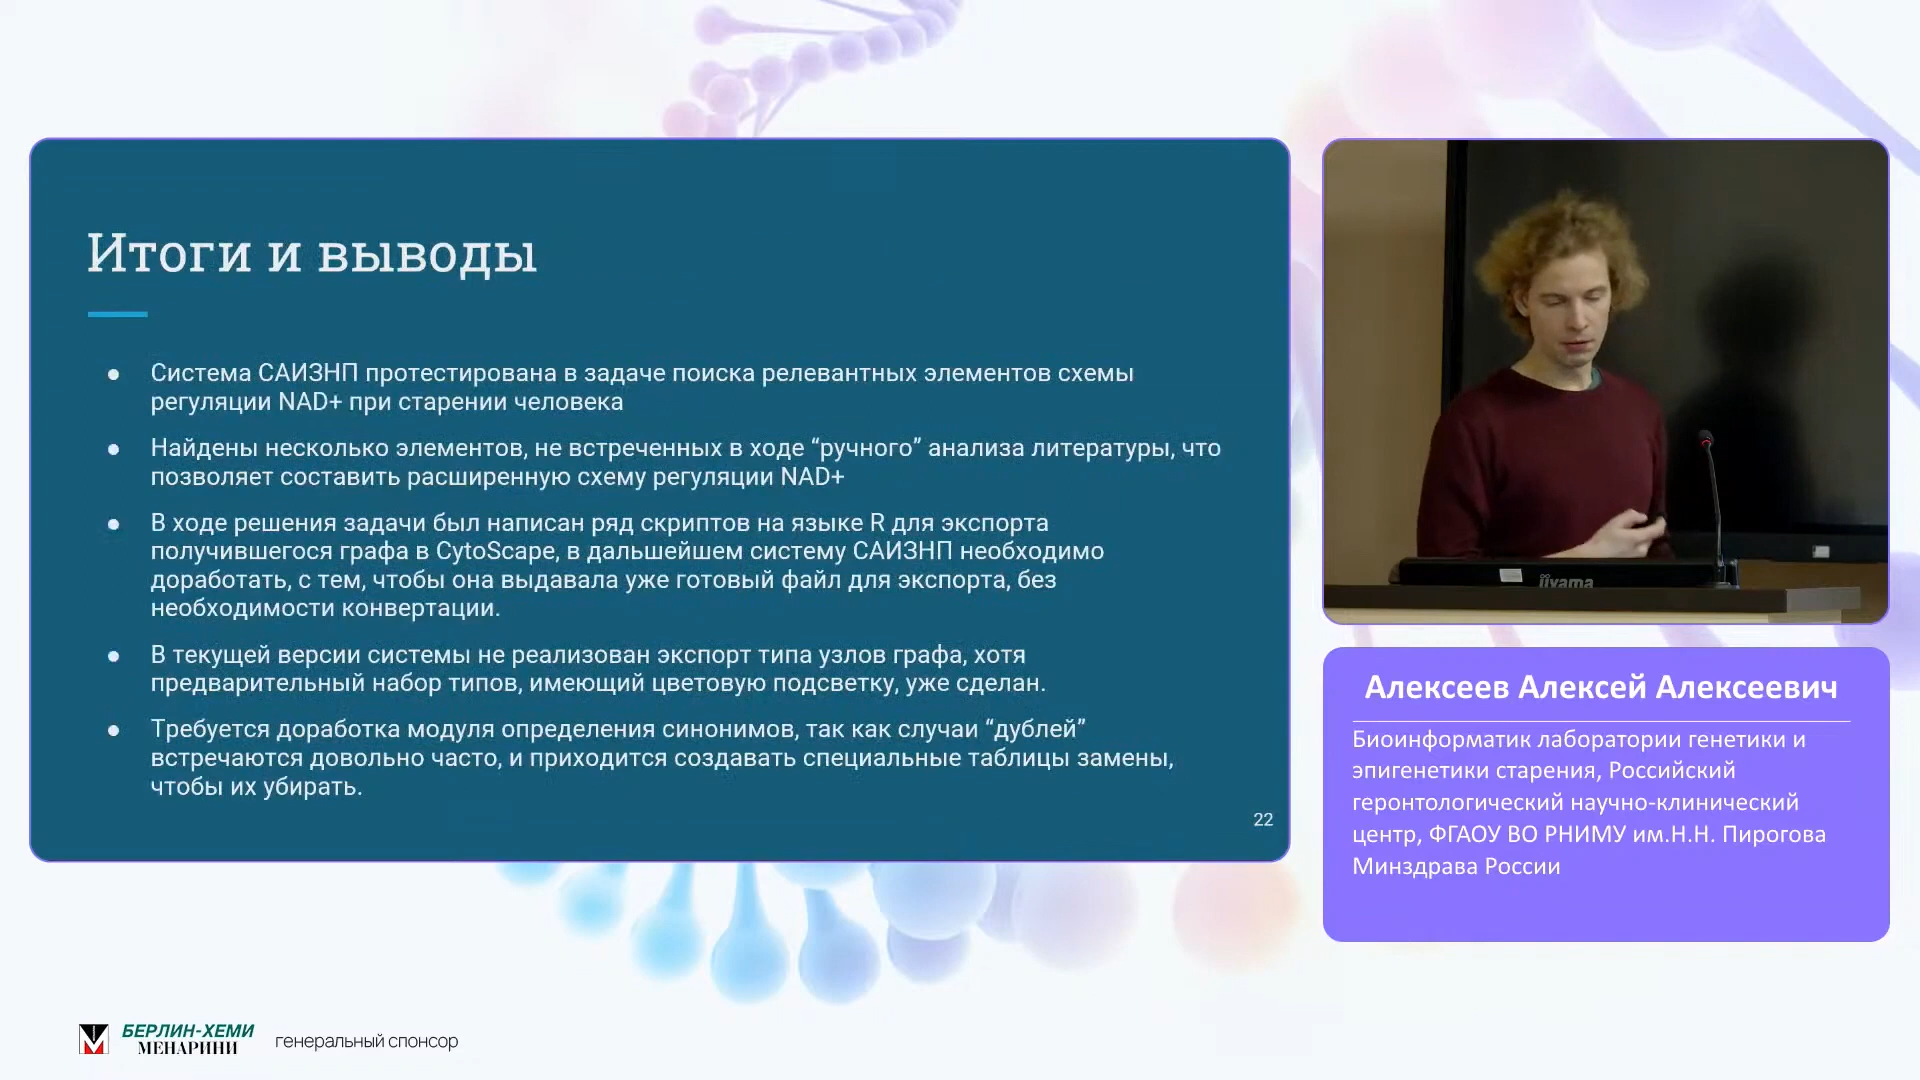 Итоги и выводы
Система САИЗНП протестирована в задаче поиска релевантных элементов схемы
регуляции NAD+ при старении человека
Найдены несколько элементов, не встреченных в ходе “ручного” анализа литературы, что
позволяет составить расширенную схему регуляции NAD+
В ходе решения задачи был написан ряд скриптов на языке R для экспорта
получившегося графа в CytoScape, в дальшейшем систему САИЗНП необходимо
доработать, с тем, чтобы она выдавала уже готовый файл для экспорта, без
необходимости конвертации.
В текущей версии системы не реализован экспорт типа узлов графа, хотя
предварительный набор типов, имеющий цветовую подсветку, уже сделан.
Требуется доработка модуля определения синонимов, так как случаи “дублей”
встречаются довольно часто, и приходится создавать специальные таблицы замены,
чтобы их убирать.
22
iiyama
Алексеев Алексей Алексеевич
Биоинформатик лаборатории генетики и
эпигенетики старения, Российский
геронтологический научно-клинический
центр, ФГАОУ ВО РНИМУ им.Н.Н. Пирогова
Минздрава России
БЕРЛИН-ХЕМИ
МЕНАРИНИ
генеральный спонсор